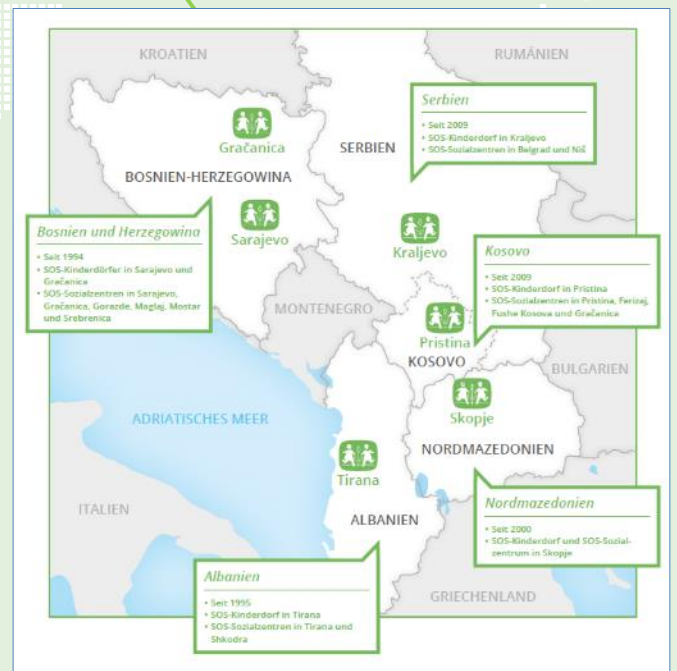 KROATIEN
RUMÄNIEN
Serbien
• Seit 2009
• SOS-Kinderdorf in Kraljevo
• SOS-Sozialzentren in Belgrad und Niš
Gračanica
SERBIEN
BOSNIEN-HERZEGOWINA
Sarajevo
Bosnien und Herzegowina
• Seit 1994
• SOS-Kinderdörfer in Sarajevo und
Gračanica
• SOS-Sozialzentren in Sarajevo,
Gračanica, Gorazde, Maglaj, Mostar
und Srebrenica
Kraljevo
Kosovo
• Seit 2009
• SOS-Kinderdorf in Pristina
• SOS-Sozialzentren in Pristina, Ferizaj,
Fushe Kosova und Gračanica
MONTENEGRO
Pristina
KOSOVO
BULGARIEN
Skopje
ADRIATISCHES MEER
NORDMAZEDONIEN
Tirana
ITALIEN
ALBANIEN
Nordmazedonien
• Seit 2000
• SOS-Kinderdorf und SOS-Sozial-
zentrum in Skopje
Albanien
• Seit 1995
• SOS-Kinderdorf in Tirana
• SOS-Sozialzentren in Tirana und
Shkodra
GRIECHENLAND